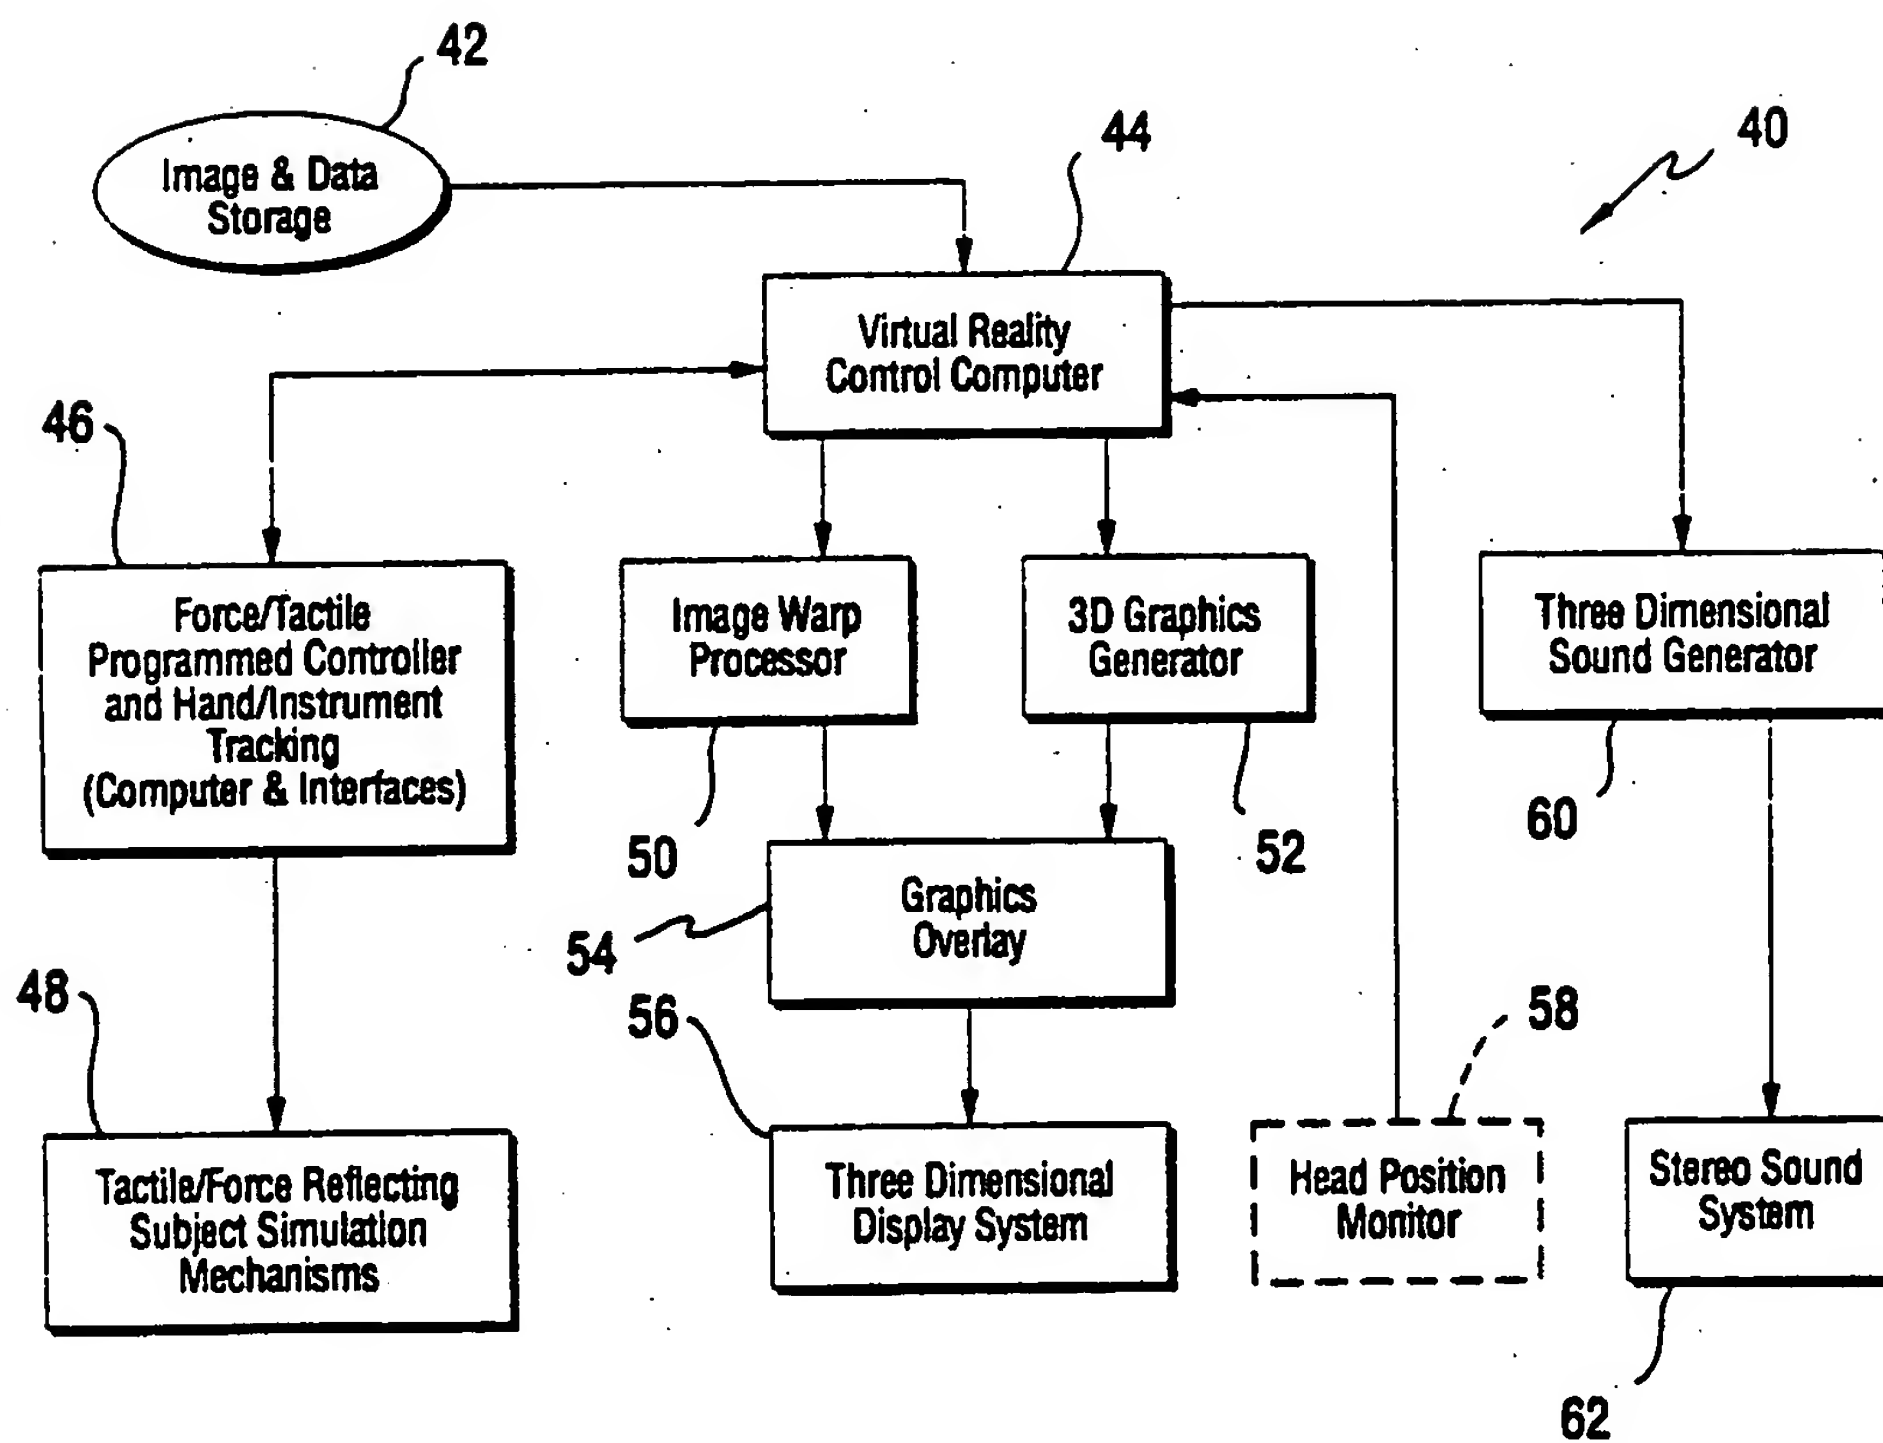 42
Image & Data
Storage
44
40
Virtual Reality
Control Computer
46
Force/Tactile
Programmed Controller
and Hand/Instrument
Tracking
(Computer & Interfaces)
Image Warp
Processor
3D Graphics
Generator
Three Dimensional
Sound Generator
50
52
60
Graphics
Overlay
54
48
56
58
Tactile/Force Reflecting
Subject Simulation
Mechanisms
Three Dimensional
Display System
Head Position
Monitor
Stereo Sound
System
62